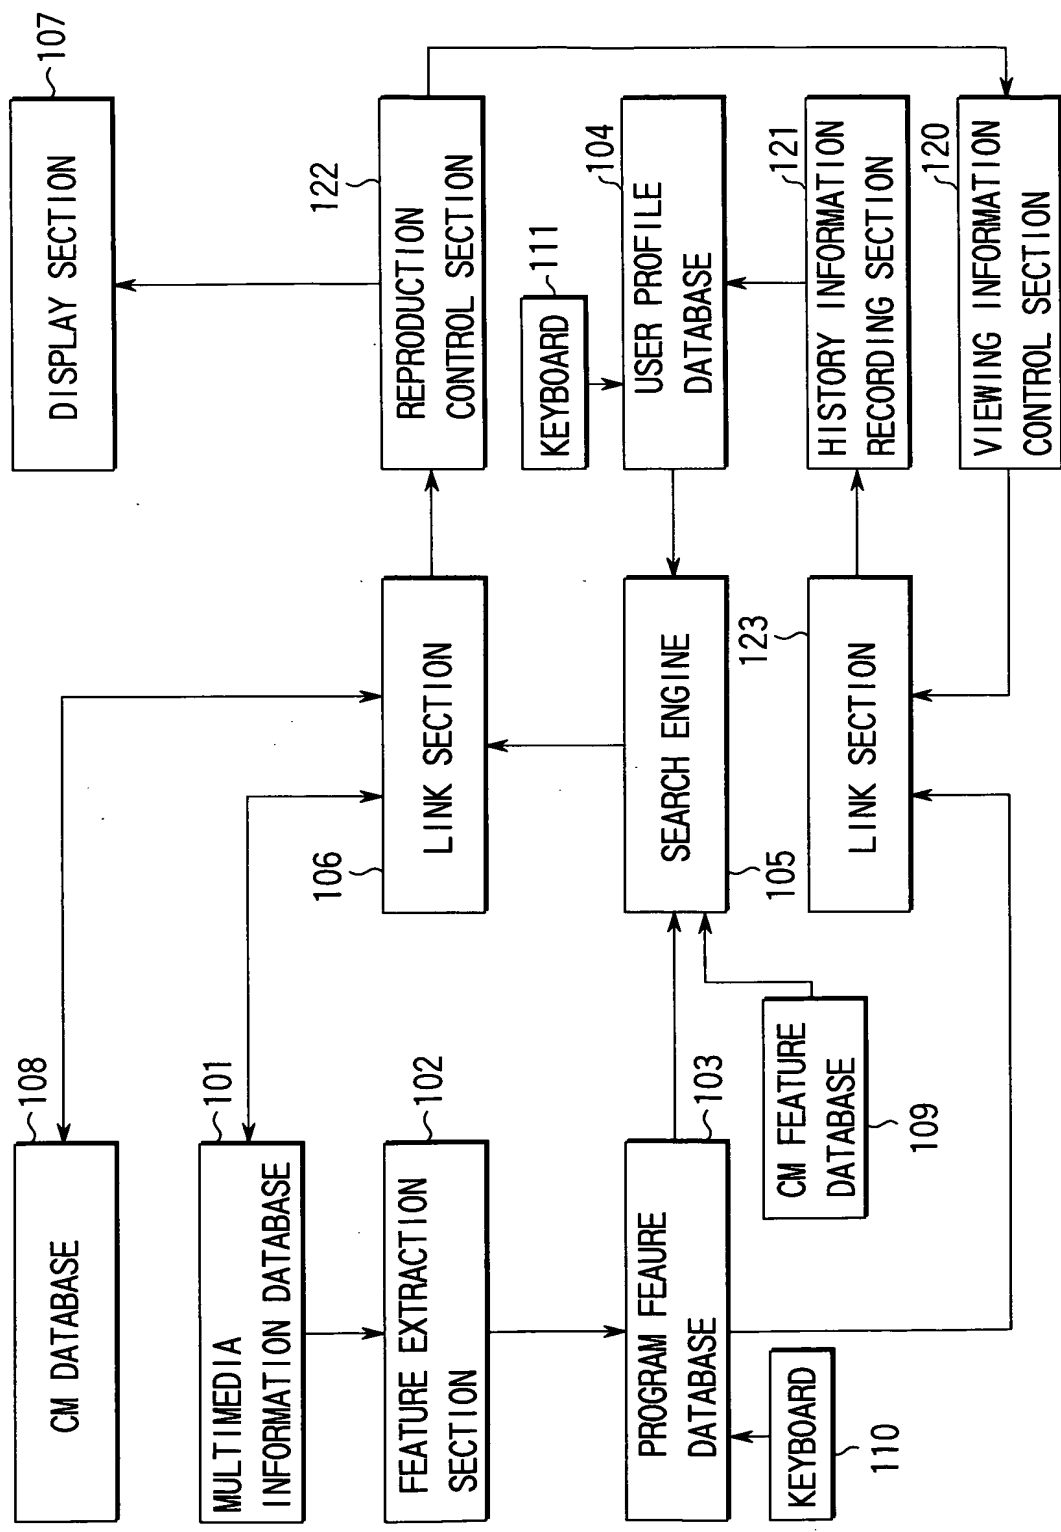 CM DATABASE
108
MULTIMEDIA
INFORMATION DATABASE
101
FEATURE EXTRACTION
SECTION
102
PROGRAM FEAURE
DATABASE
103
KEYBOARD
110
CM FEATURE
DATABASE
109
LINK SECTION
106
SEARCH ENGINE
105
LINK SECTION
123
DISPLAY SECTION
107
REPRODUCTION
CONTROL SECTION
122
KEYBOARD
111
USER PROFILE
DATABASE
104
HISTORY INFORMATION
RECORDING SECTION
121
VIEWING INFORMATION
CONTROL SECTION
120